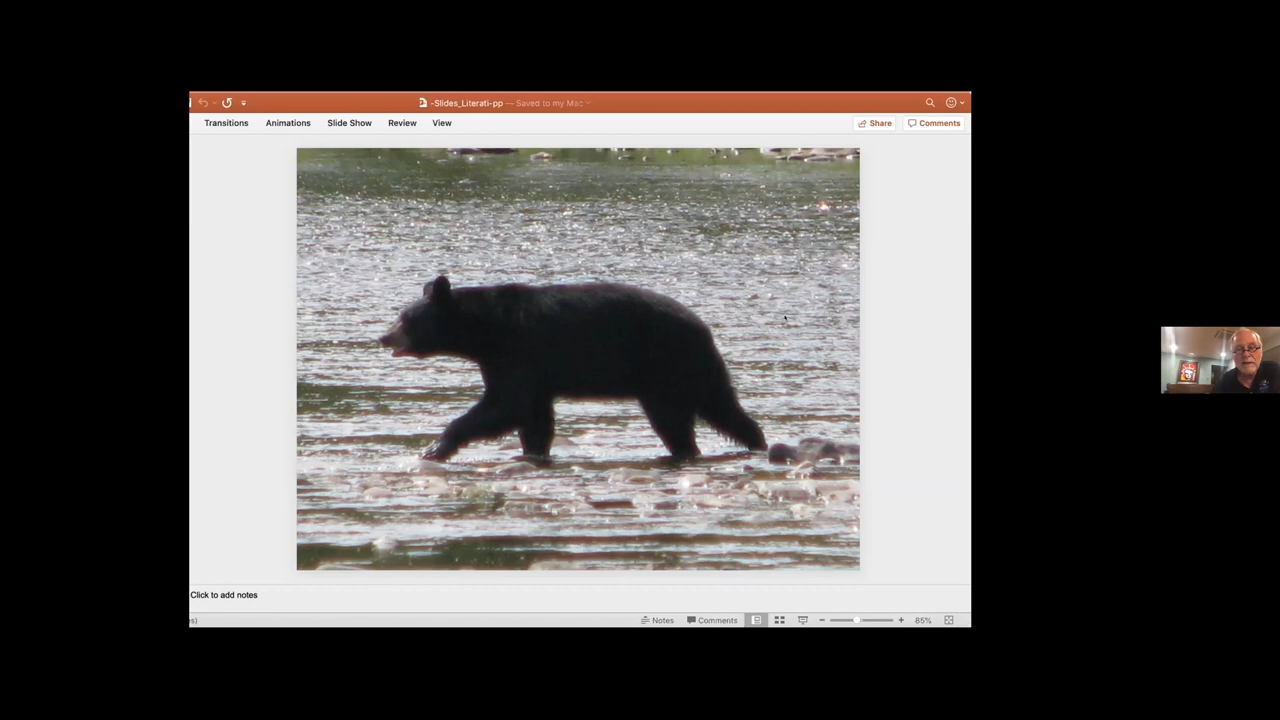 -Slides_Literati-pp — Saved to my Mac
Transitions Animations Slide Show Review View Share Comments
Click to add notes
s) Notes Comments 85%